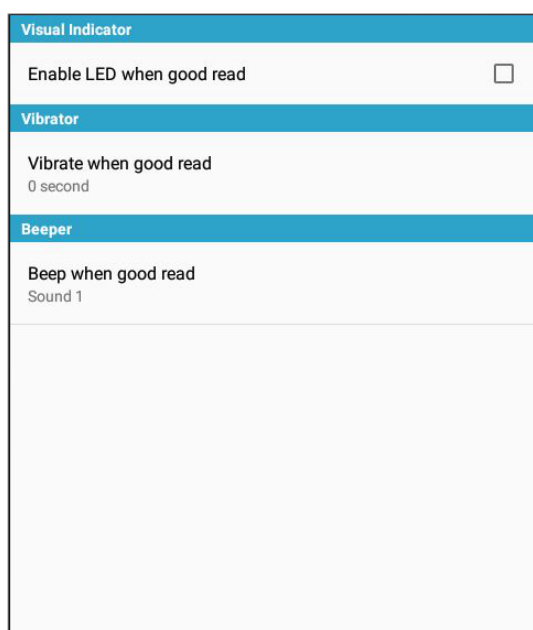 Visual Indicator
Enable LED when good read
Vibrator
Vibrate when good read
0 second
Beeper
Beep when good read
Sound 1